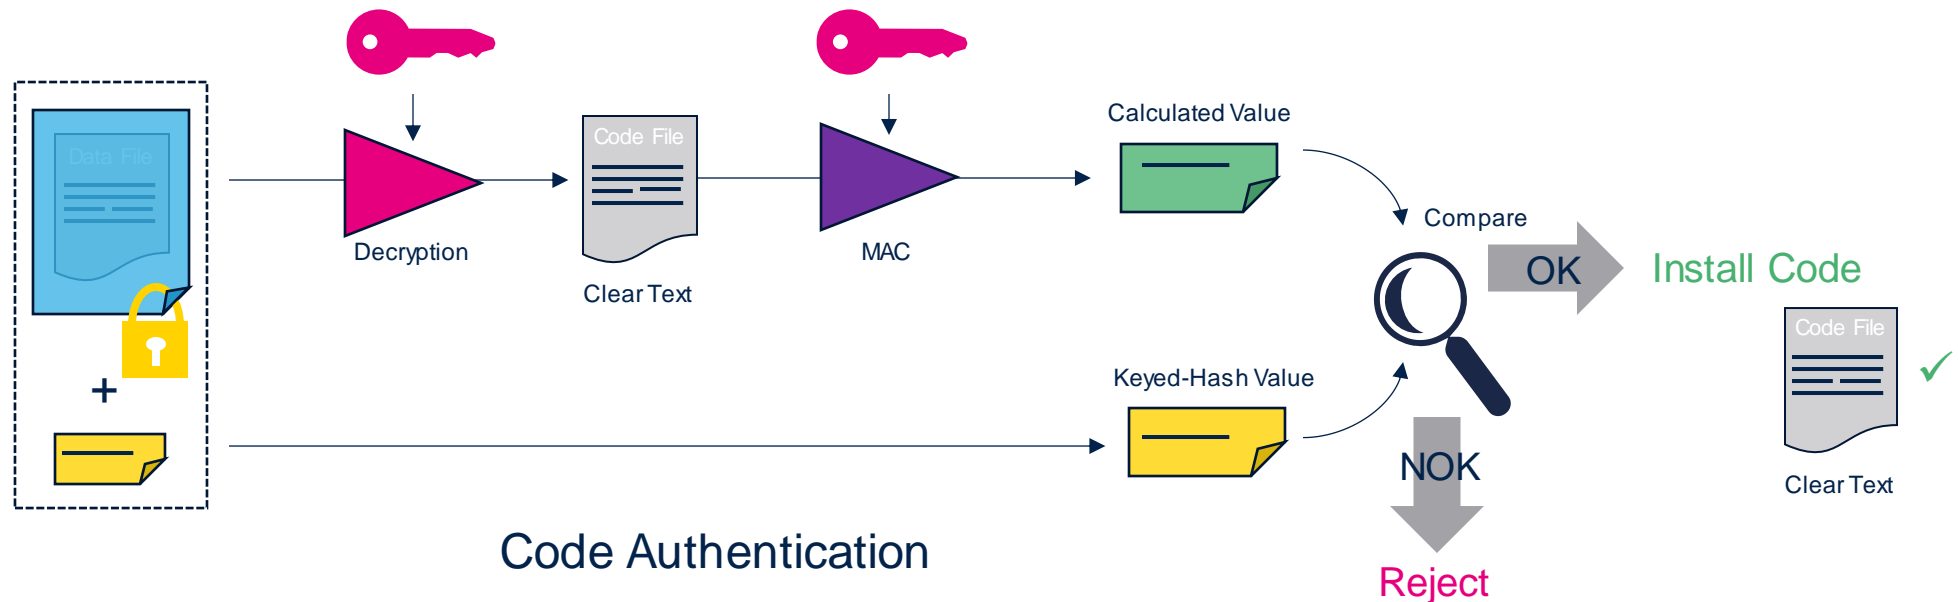 Data File
Decryption
Code File
Clear Text
MAC
Calculated Value
Keyed-Hash Value
Compare
OK
NOK
Install Code
Code File
Clear Text
Reject
Code Authentication